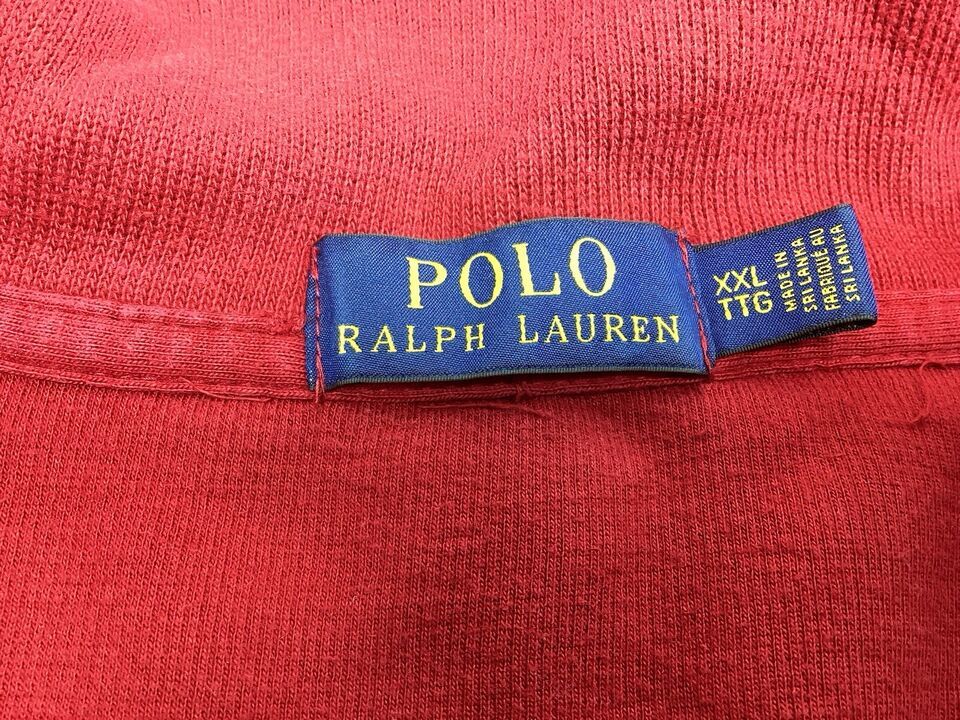 POLO
RALPH LAUREN
XXL
TTG
MADE IN
SRI LANKA
FABRIQUÉ AU
SRI LANKA